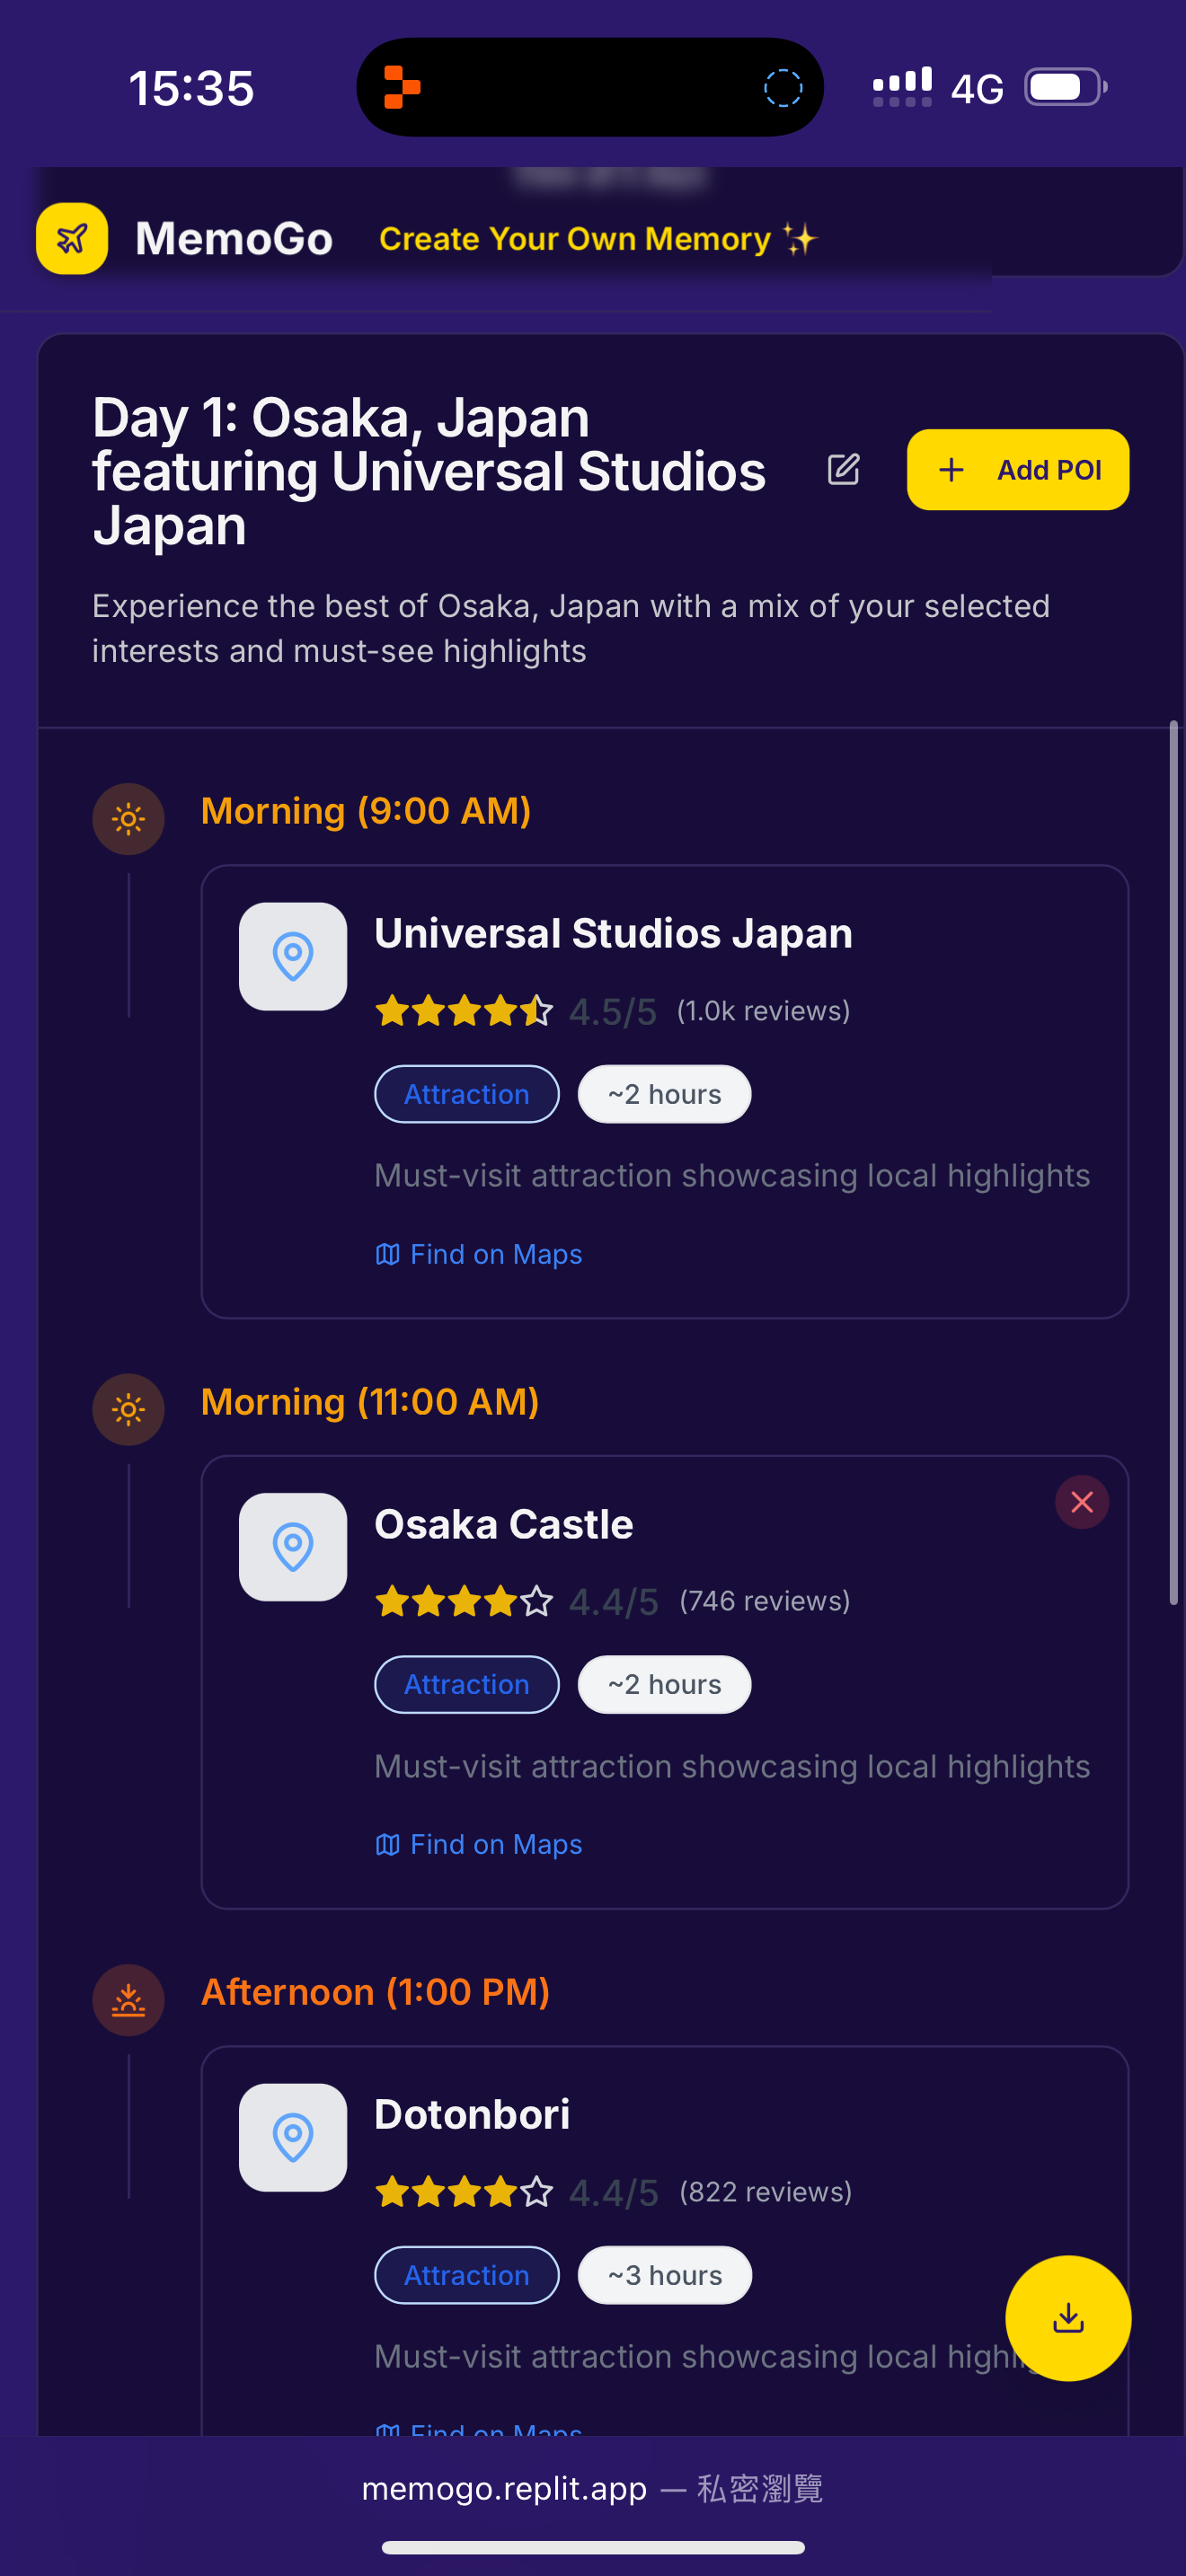 15:35
4G
MemoGo
Create Your Own Memory ✨
Day 1: Osaka, Japan
featuring Universal Studios
Japan
Add POI
Experience the best of Osaka, Japan with a mix of your selected
interests and must-see highlights
Morning (9:00 AM)
Universal Studios Japan
4.5/5 (1.0k reviews)
Attraction
~2 hours
Must-visit attraction showcasing local highlights
Find on Maps
Morning (11:00 AM)
Osaka Castle
4.4/5 (746 reviews)
Attraction
~2 hours
Must-visit attraction showcasing local highlights
Find on Maps
Afternoon (1:00 PM)
Dotonbori
4.4/5 (822 reviews)
Attraction
~3 hours
Must-visit attraction showcasing local highlig
Find on Maps
memogo.replit.app — 私密瀏覽